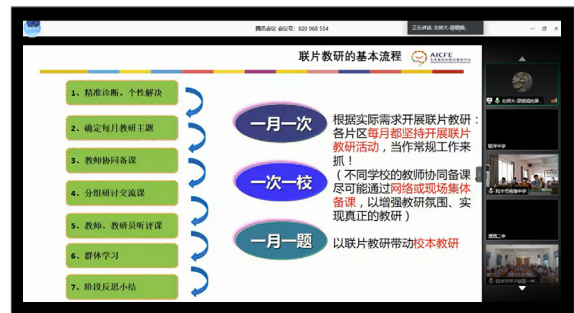 腾讯会议 会议号：820 968 554
联片教研的基本流程
AICFE
1、精准诊断、个性解决
2、确定每月教研主题
3、教师协同备课
4、分组研讨交流课
5、教师、教研员听评课
6、群体学习
7、阶段反思小结
一月一次
根据实际需求开展联片教研：
各片区每月都坚持开展联片
教研活动，当作常规工作来
抓！
一次一校
（不同学校的教师协同备课
尽可能通过网络或现场集体
备课，以增强教研氛围、实
现真正的教研）
一月一题
以联片教研带动校本教研